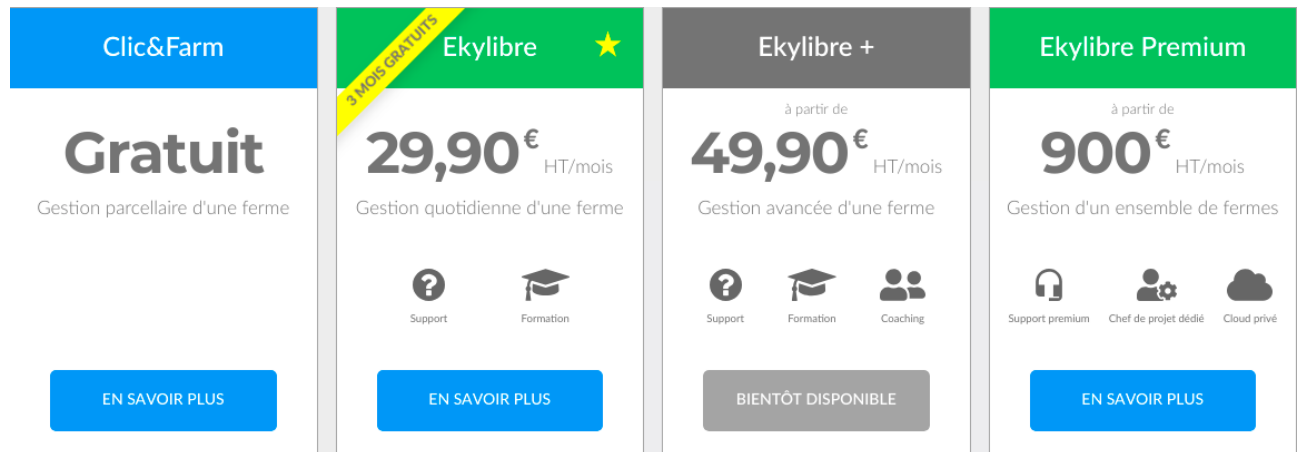 Clic&Farm
Gratuit
Gestion parcellaire d'une ferme
EN SAVOIR PLUS
3 MOIS GRATUITS
Ekylibre
29,90€ HT/mois
Gestion quotidienne d'une ferme
Support
Formation
EN SAVOIR PLUS
Ekylibre +
à partir de
49,90€ HT/mois
Gestion avancée d'une ferme
Support
Formation
Coaching
BIENTÔT DISPONIBLE
Ekylibre Premium
à partir de
900€ HT/mois
Gestion d'un ensemble de fermes
Support premium
Chef de projet dédié
Cloud privé
EN SAVOIR PLUS